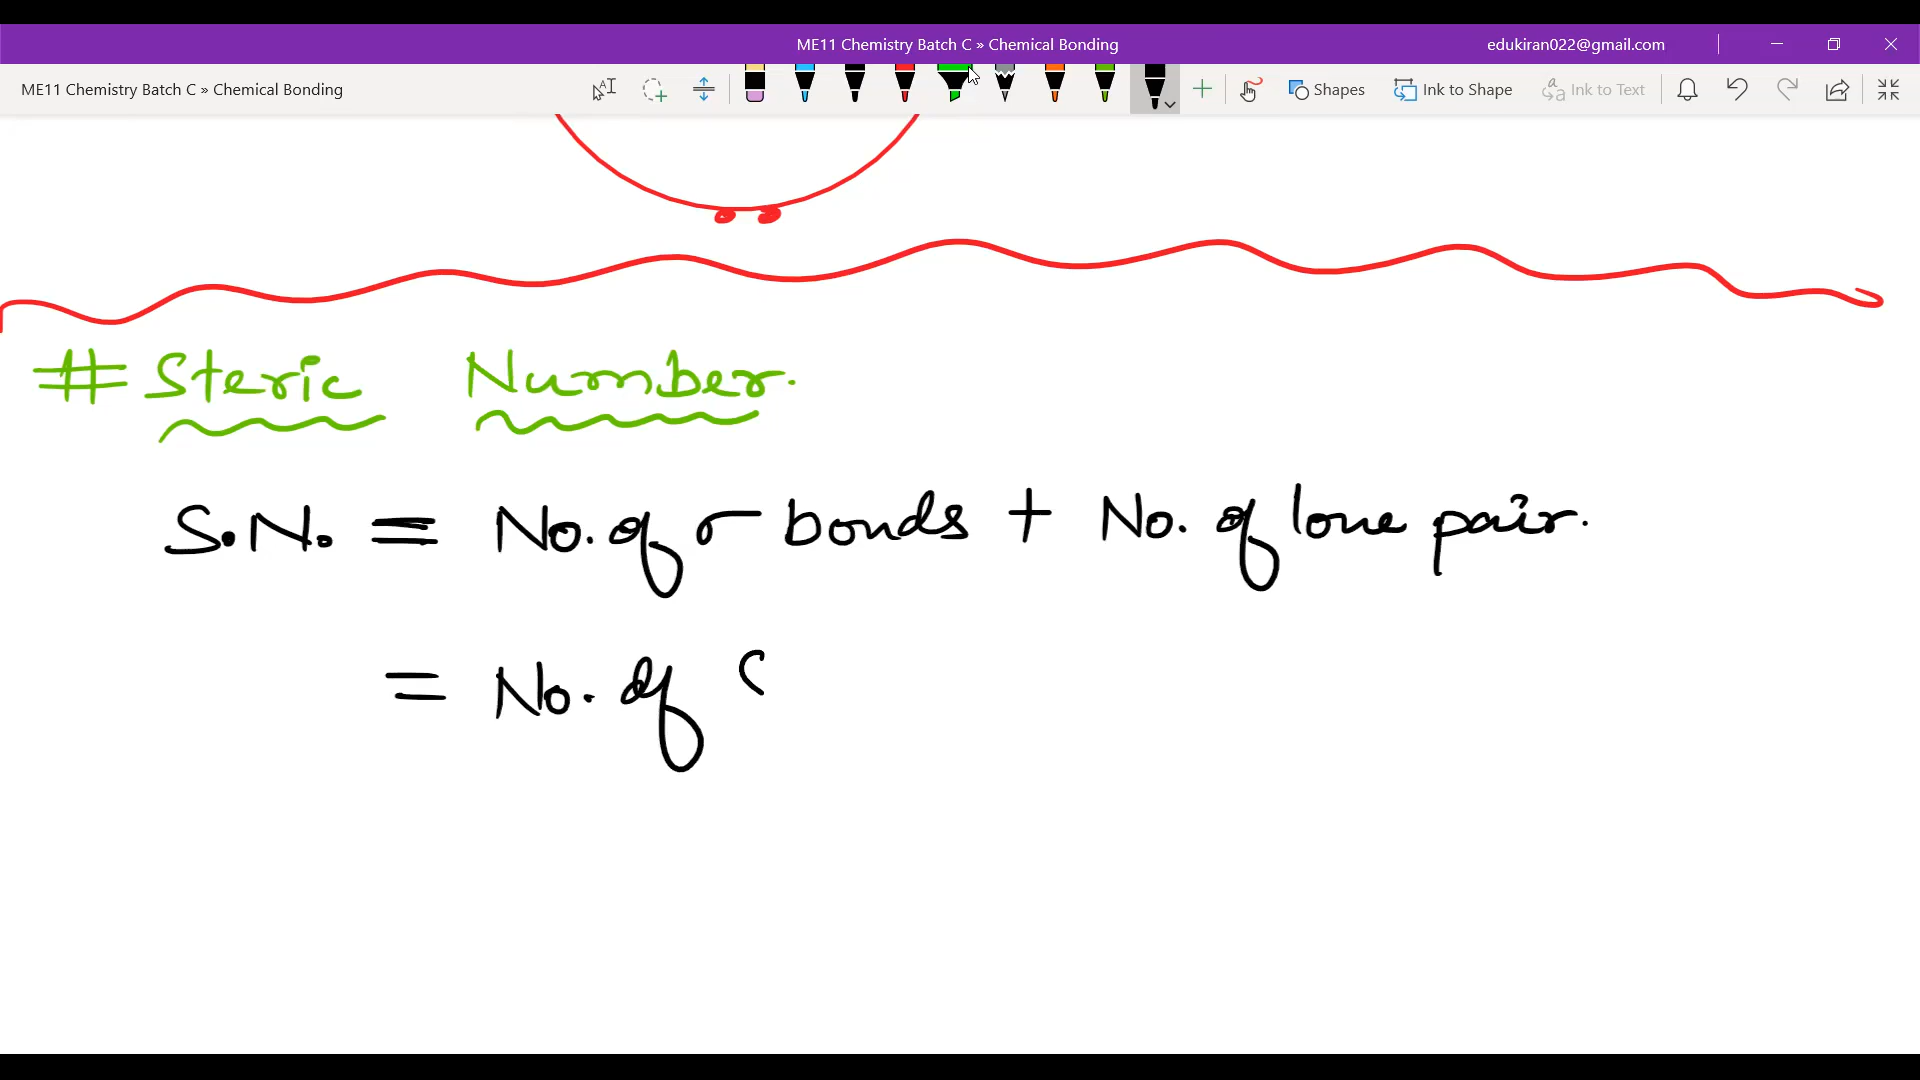 ME11 Chemistry Batch C » Chemical Bonding
edukiran022@gmail.com
ME11 Chemistry Batch C » Chemical Bonding
Shapes
Ink to Shape
Ink to Text
# Steric Number.
S.N. = No. of σ bonds + No. of lone pair.
= No. of